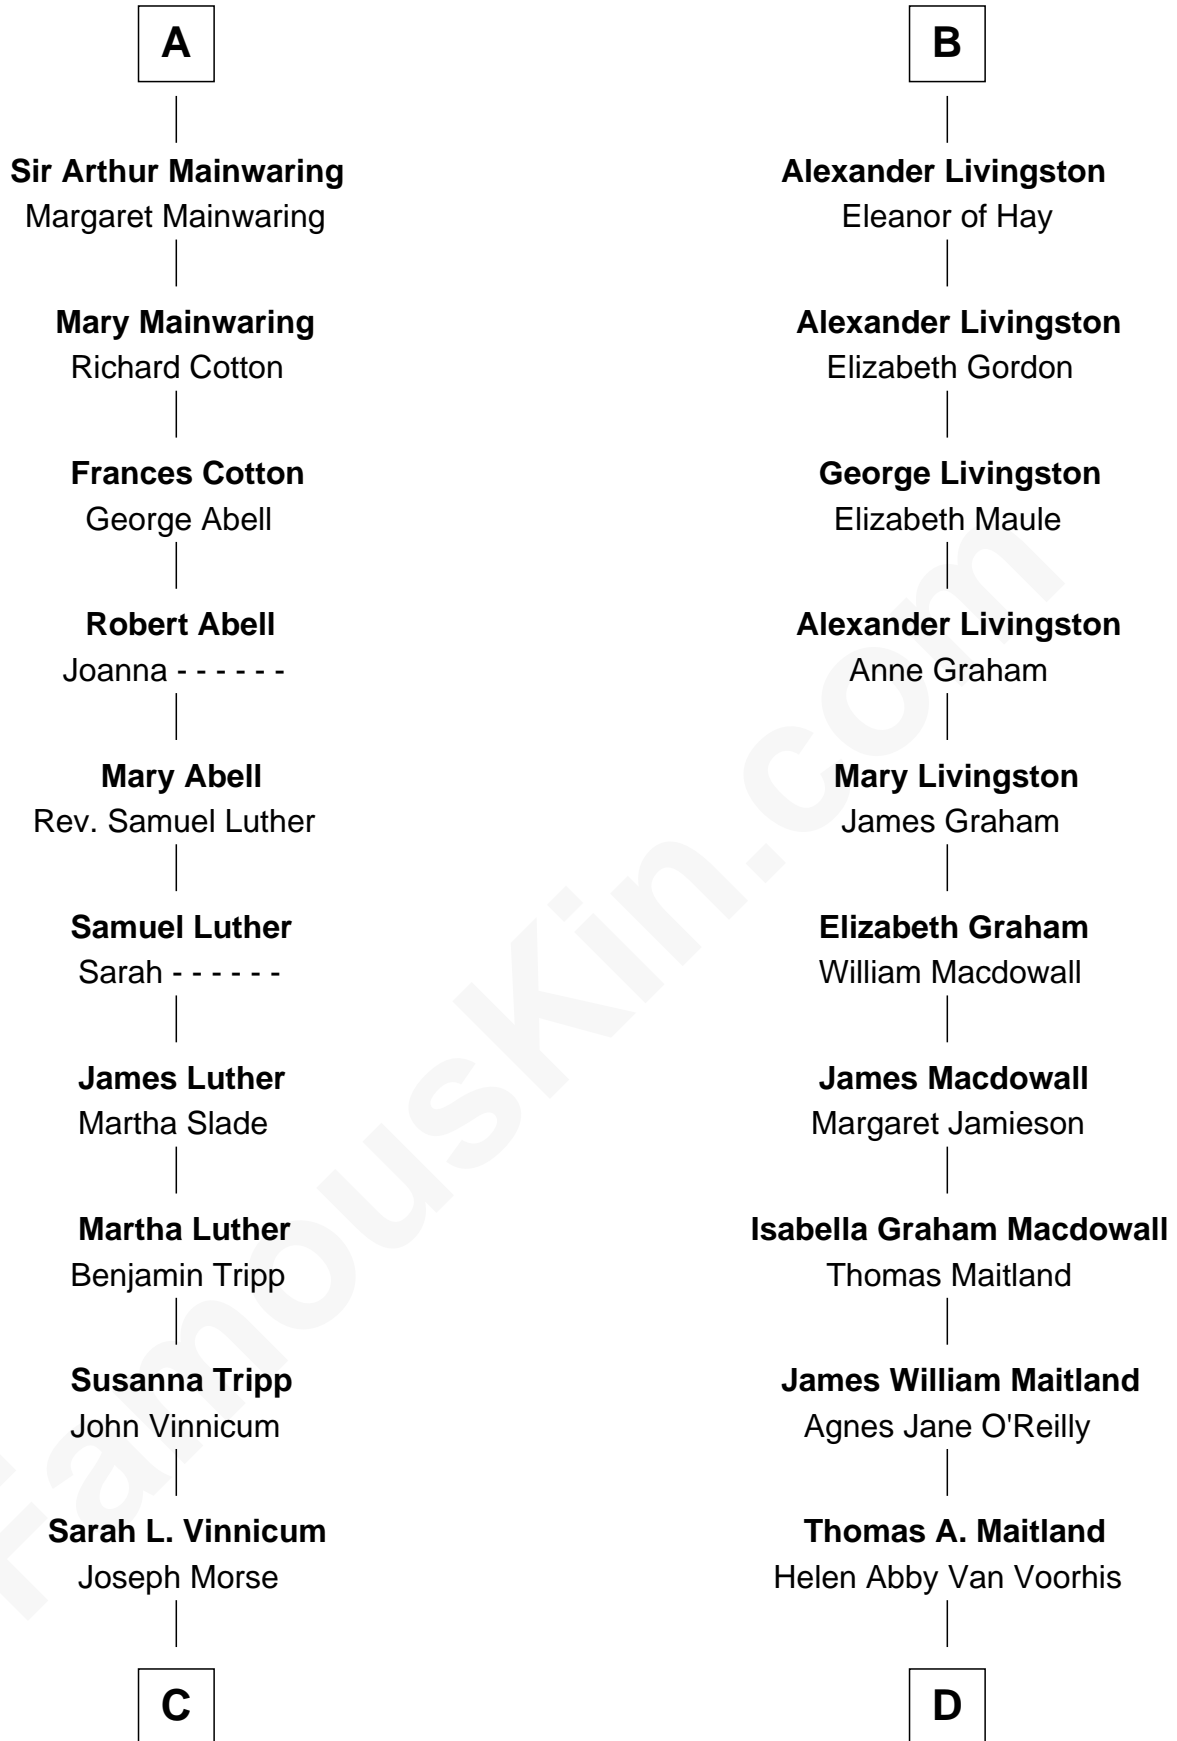 A
Sir Arthur Mainwaring
Margaret Mainwaring
Mary Mainwaring
Richard Cotton
Frances Cotton
George Abell
Robert Abell
Joanna - - - - - -
Mary Abell
Rev. Samuel Luther
Samuel Luther
Sarah - - - - - -
James Luther
Martha Slade
Martha Luther
Benjamin Tripp
Susanna Tripp
John Vinnicum
Sarah L. Vinnicum
Joseph Morse
C
B
Alexander Livingston
Eleanor of Hay
Alexander Livingston
Elizabeth Gordon
George Livingston
Elizabeth Maule
Alexander Livingston
Anne Graham
Mary Livingston
James Graham
Elizabeth Graham
William Macdowall
James Macdowall
Margaret Jamieson
Isabella Graham Macdowall
Thomas Maitland
James William Maitland
Agnes Jane O'Reilly
Thomas A. Maitland
Helen Abby Van Voorhis
D
FamousKin.com